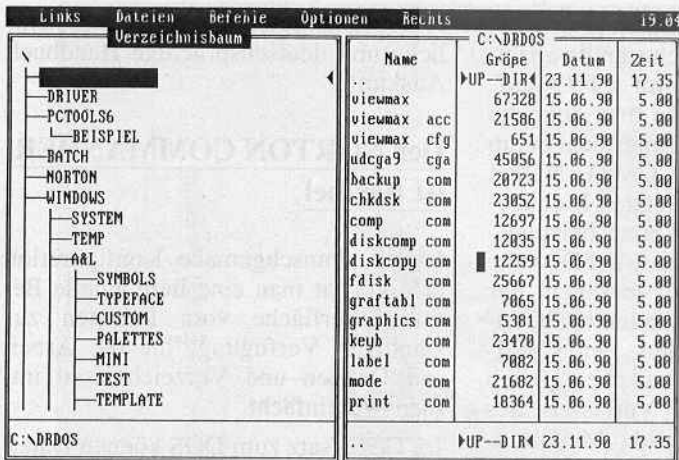 Links Dateien Befehle Optionen Rechts 19.04
Verzeichnisbaum
DRIVER
PCTOOLS6
BEISPIEL
BATCH
NORTON
WINDOWS
SYSTEM
TEMP
A&L
SYMBOLS
TYPEFACE
CUSTOM
PALETTES
MINI
TEST
TEMPLATE
C:\DRDOS
C:\DRDOS
Name Größe Datum Zeit
.. ►UP--DIR◄ 23.11.90 17.35
viewmax 67328 15.06.90 5.00
viewmax acc 21586 15.06.90 5.00
viewmax cfg 651 15.06.90 5.00
udcga9 cga 45056 15.06.90 5.00
backup com 20723 15.06.90 5.00
chkdsk com 23052 15.06.90 5.00
comp com 12697 15.06.90 5.00
diskcomp com 12035 15.06.90 5.00
diskcopy com 12259 15.06.90 5.00
fdisk com 25667 15.06.90 5.00
graftabl com 7065 15.06.90 5.00
graphics com 5381 15.06.90 5.00
keyb com 23470 15.06.90 5.00
label com 7082 15.06.90 5.00
mode com 21682 15.06.90 5.00
print com 10364 15.06.90 5.00
.. ►UP--DIR◄ 23.11.90 17.35